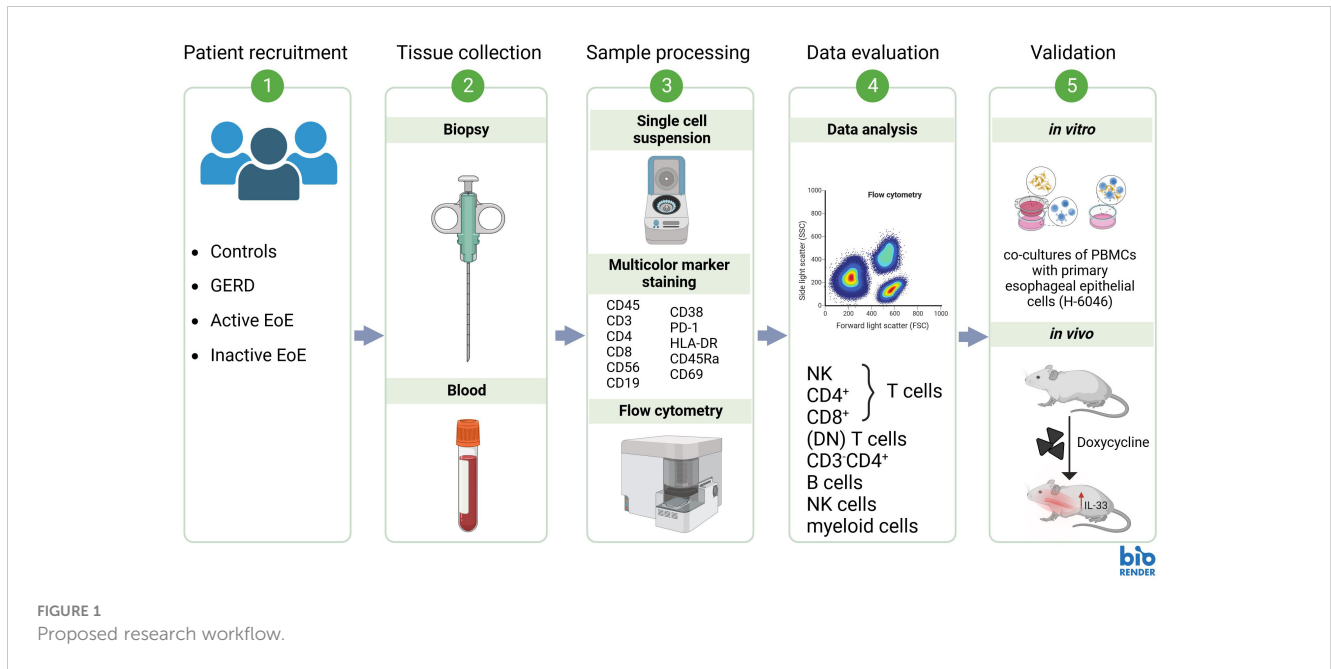 Patient recruitment
1
Controls
GERD
Active EoE
Inactive EoE
Tissue collection
2
Biopsy
Blood
Sample processing
3
Single cell
suspension
Multicolor marker
staining
CD45
CD3
CD4
CD8
CD56
CD19
CD38
PD-1
HLA-DR
CD45Ra
CD69
Flow cytometry
Data evaluation
4
Data analysis
Flow cytometry
Side light scatter (SSC)
1000
800
600
400
200
0
0 200 400 600 800 1000
Forward light scatter (FSC)
NK
CD4⁺
CD8⁺
T cells
(DN) T cells
CD3⁻CD4⁺
B cells
NK cells
myeloid cells
Validation
5
in vitro
co-cultures of PBMCs
with primary
esophageal epithelial
cells (H-6046)
in vivo
Doxycycline
IL-33
bio
RENDER
FIGURE 1
Proposed research workflow.